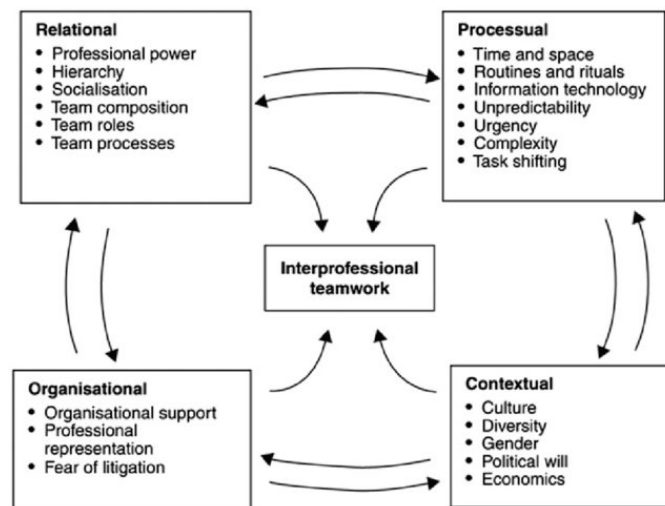 Relational
• Professional power
• Hierarchy
• Socialisation
• Team composition
• Team roles
• Team processes
Processual
• Time and space
• Routines and rituals
• Information technology
• Unpredictability
• Urgency
• Complexity
• Task shifting
Interprofessional
teamwork
Organisational
• Organisational support
• Professional
representation
• Fear of litigation
Contextual
• Culture
• Diversity
• Gender
• Political will
• Economics